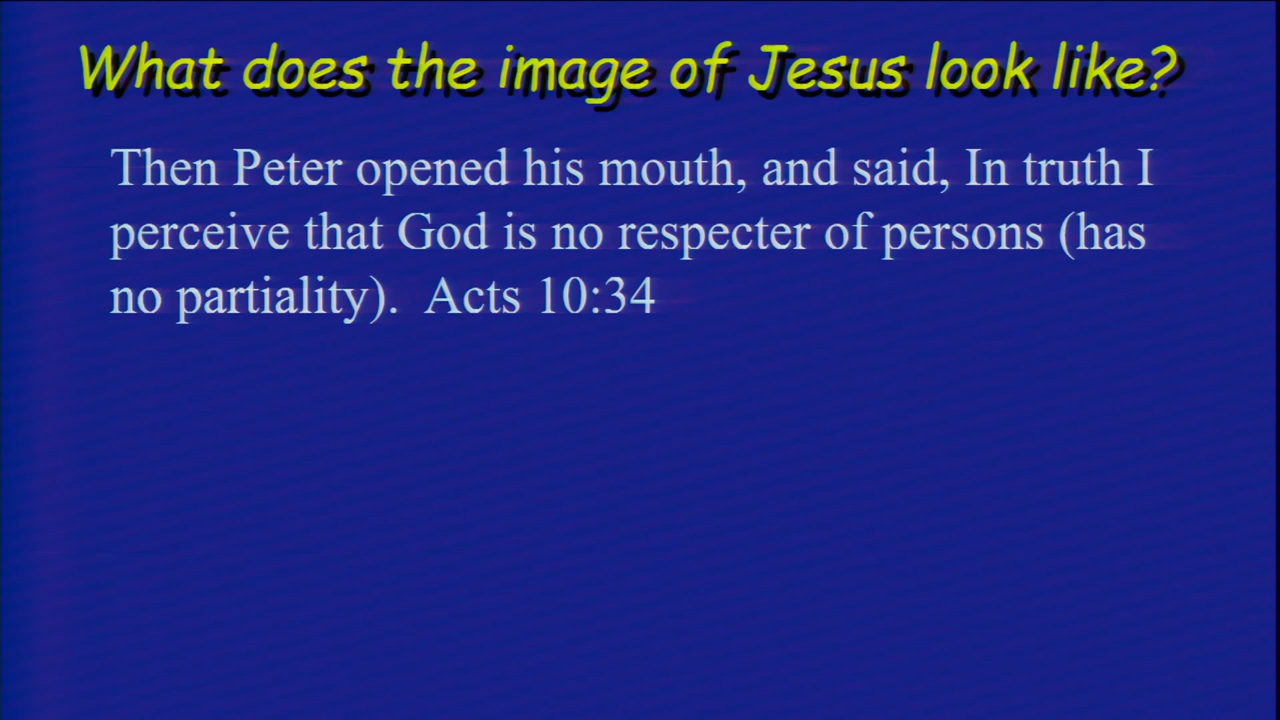 What does the image of Jesus look like?
Then Peter opened his mouth, and said, In truth I
perceive that God is no respecter of persons (has
no partiality).  Acts 10:34